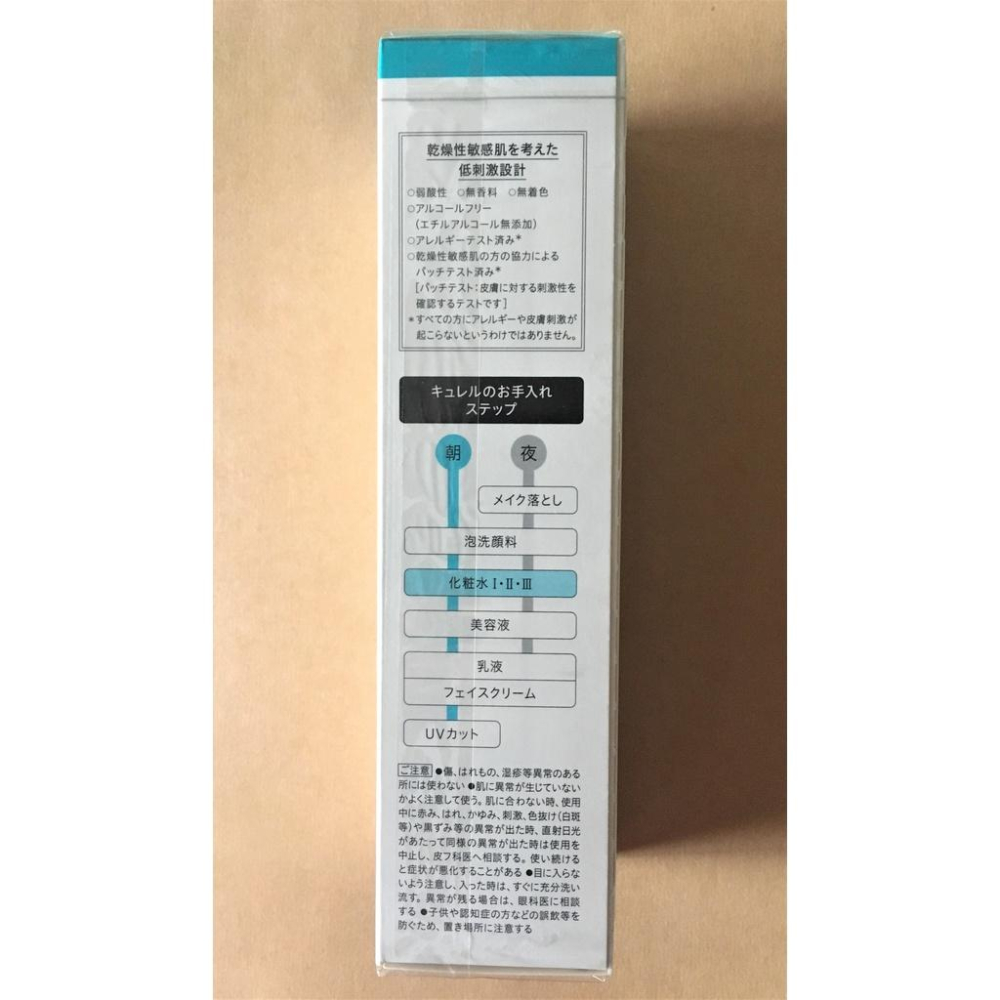 乾燥性敏感肌を考えた
低刺激設計
○弱酸性 ○無香料 ○無着色
○アルコールフリー
(エチルアルコール無添加)
○アレルギーテスト済み*
○乾燥性敏感肌の方の協力による
パッチテスト済み*
[パッチテスト:皮膚に対する刺激性を
確認するテストです]
*すべての方にアレルギーや皮膚刺激が
起こらないというわけではありません。
キュレルのお手入れ
ステップ
朝 夜
メイク落とし
泡洗顔料
化粧水 I・II・III
美容液
乳液
フェイスクリーム
UVカット
ご注意 ●傷、はれもの、湿疹等異常のある
所には使わない ●肌に異常が生じていない
かよく注意して使う。肌に合わない時、使用
中に赤み、はれ、かゆみ、刺激、色抜け(白斑
等)や黒ずみ等の異常が出た時、直射日光
があたって同様の異常が出た時は使用を
中止し、皮フ科医へ相談する。使い続ける
と症状が悪化することがある ●目に入らな
いよう注意し、入った時は、すぐに充分洗い
流す。異常が残る場合は、眼科医に相談
する ●子供や認知症の方などの誤飲等を
防ぐため、置き場所に注意する